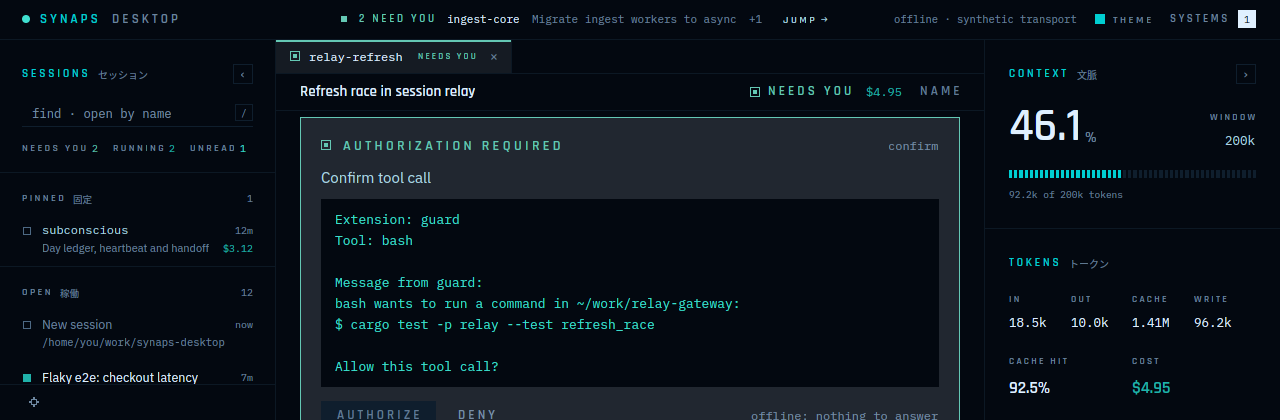 SYNAPS DESKTOP
2 NEED YOU ingest-core Migrate ingest workers to async +1 JUMP →
offline · synthetic transport THEME SYSTEMS 1
SESSIONS セッション ‹
find · open by name /
NEEDS YOU 2 RUNNING 2 UNREAD 1
PINNED 固定 1
subconscious 12m
Day ledger, heartbeat and handoff $3.12
OPEN 稼働 12
New session now
/home/you/work/synaps-desktop
Flaky e2e: checkout latency 7m
relay-refresh NEEDS YOU ×
Refresh race in session relay NEEDS YOU $4.95 NAME
AUTHORIZATION REQUIRED confirm
Confirm tool call
Extension: guard
Tool: bash
Message from guard:
bash wants to run a command in ~/work/relay-gateway:
$ cargo test -p relay --test refresh_race
Allow this tool call?
AUTHORIZE DENY offline: nothing to answer
CONTEXT 文脈 ›
46.1% WINDOW
200k
92.2k of 200k tokens
TOKENS トークン
IN OUT CACHE WRITE
18.5k 10.0k 1.41M 96.2k
CACHE HIT COST
92.5% $4.95